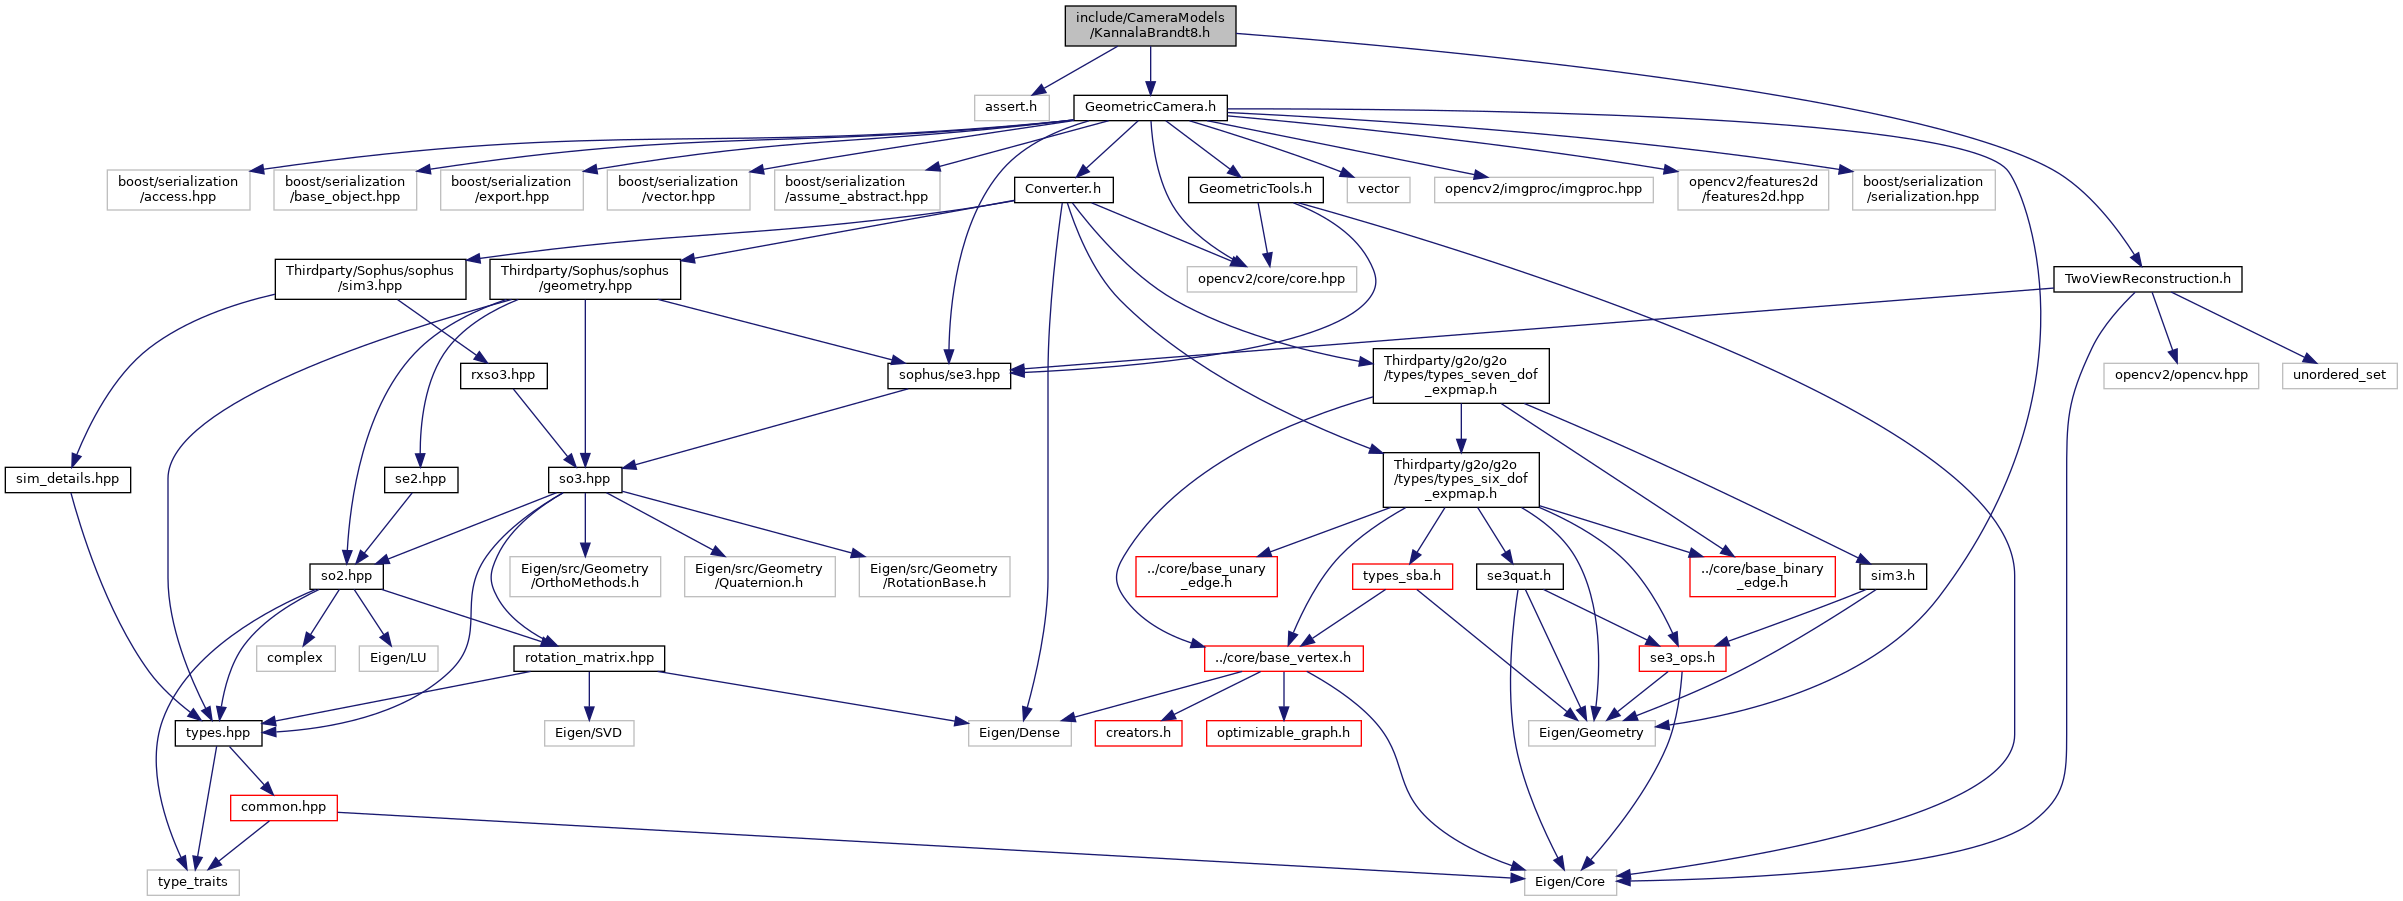 include/CameraModels
/KannalaBrandt8.h
assert.h
GeometricCamera.h
boost/serialization
/access.hpp
boost/serialization
/base_object.hpp
boost/serialization
/export.hpp
boost/serialization
/vector.hpp
boost/serialization
/assume_abstract.hpp
Converter.h
GeometricTools.h
vector
opencv2/imgproc/imgproc.hpp
opencv2/features2d
/features2d.hpp
boost/serialization
/serialization.hpp
Thirdparty/Sophus/sophus
/sim3.hpp
Thirdparty/Sophus/sophus
/geometry.hpp
opencv2/core/core.hpp
TwoViewReconstruction.h
rxso3.hpp
sophus/se3.hpp
Thirdparty/g2o/g2o
/types/types_seven_dof
_expmap.h
opencv2/opencv.hpp
unordered_set
sim_details.hpp
se2.hpp
so3.hpp
Thirdparty/g2o/g2o
/types/types_six_dof
_expmap.h
so2.hpp
Eigen/src/Geometry
/OrthoMethods.h
Eigen/src/Geometry
/Quaternion.h
Eigen/src/Geometry
/RotationBase.h
../core/base_unary
_edge.h
types_sba.h
se3quat.h
../core/base_binary
_edge.h
sim3.h
complex
Eigen/LU
rotation_matrix.hpp
../core/base_vertex.h
se3_ops.h
types.hpp
Eigen/SVD
Eigen/Dense
creators.h
optimizable_graph.h
Eigen/Geometry
common.hpp
type_traits
Eigen/Core